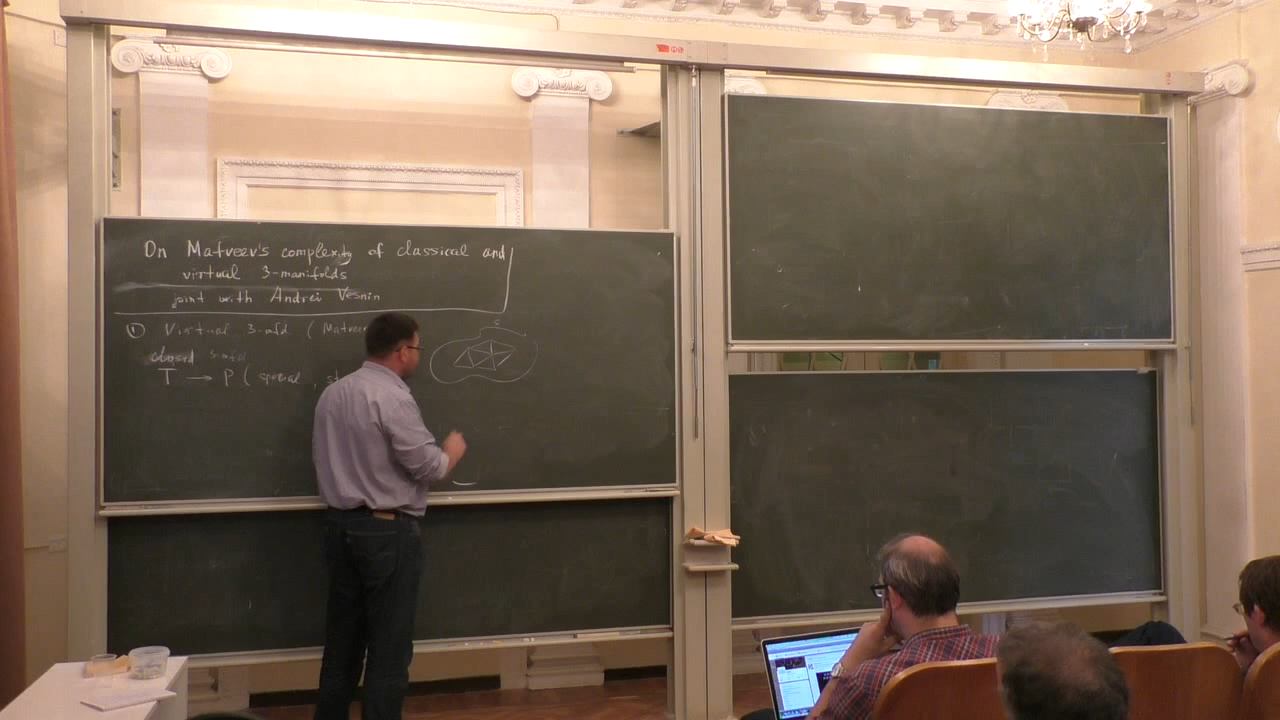 On Matveev's complexity of classical and
virtual 3-manifolds
joint with Andrei Vesnin
① Virtual 3-mfd (Matveev
closed 3-mfd
T → P (special, st
S